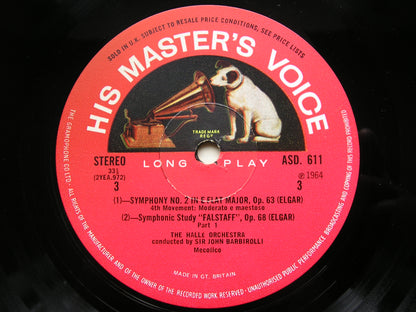 SOLD IN U.K. SUBJECT TO RESALE PRICE CONDITIONS, SEE PRICE LISTS
HIS MASTER'S VOICE
TRADE MARK
REGD
LONG PLAY
STEREO
ASD. 611
33⅓
(2YEA.972)
℗ 1964
3
3
(1)—SYMPHONY NO. 2 IN E FLAT MAJOR, Op. 63 (ELGAR)
4th Movement: Moderato e maestoso
(2)—Symphonic Study "FALSTAFF", Op. 68 (ELGAR)
Part 1
THE HALLE ORCHESTRA
conducted by SIR JOHN BARBIROLLI
Mecolico
MADE IN GT. BRITAIN
THE GRAMOPHONE CO. LTD. ALL RIGHTS OF THE MANUFACTURER AND OF THE OWNER OF THE RECORDED WORK RESERVED. UNAUTHORISED PUBLIC PERFORMANCE, BROADCASTING AND COPYING OF THIS RECORD PROHIBITED